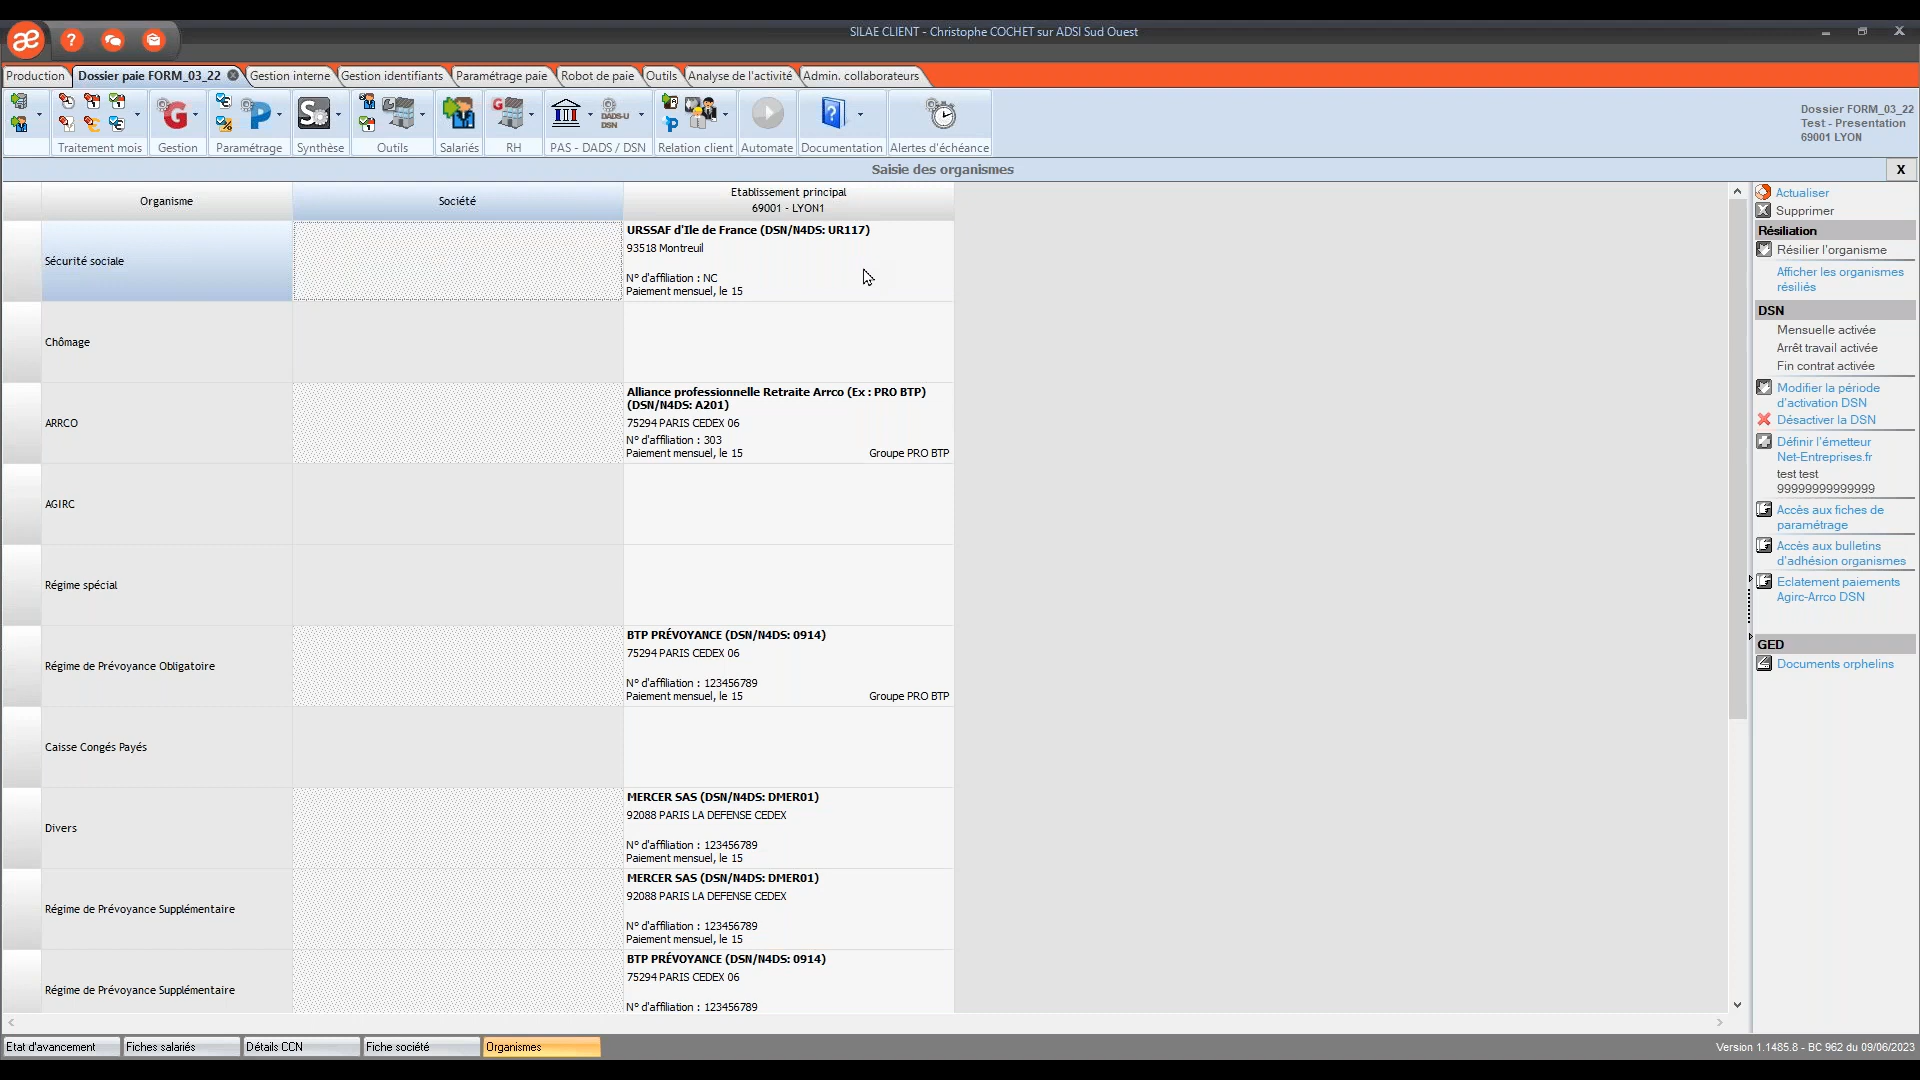 SILAE CLIENT - Christophe COCHET sur ADSI Sud Ouest
Production
Dossier paie FORM_03_22
Gestion interne
Gestion identifiants
Paramétrage paie
Robot de paie
Outils
Analyse de l'activité
Admin. collaborateurs
Traitement mois
Gestion
Paramétrage
Synthèse
Outils
Salariés
RH
PAS - DADS / DSN
Relation client
Automate
Documentation
Alertes d'échéance
DADS-U
DSN
Dossier FORM_03_22
Test - Presentation
69001 LYON
Saisie des organismes
X
Organisme
Société
Etablissement principal
69001 - LYON1
Sécurité sociale
URSSAF d'Ile de France (DSN/N4DS: UR117)
93518 Montreuil
N° d'affiliation : NC
Paiement mensuel, le 15
Chômage
ARRCO
Alliance professionnelle Retraite Arrco (Ex : PRO BTP)
(DSN/N4DS: A201)
75294 PARIS CEDEX 06
N° d'affiliation : 303
Paiement mensuel, le 15
Groupe PRO BTP
AGIRC
Régime spécial
Régime de Prévoyance Obligatoire
BTP PRÉVOYANCE (DSN/N4DS: 0914)
75294 PARIS CEDEX 06
N° d'affiliation : 123456789
Paiement mensuel, le 15
Groupe PRO BTP
Caisse Congés Payés
Divers
MERCER SAS (DSN/N4DS: DMER01)
92088 PARIS LA DEFENSE CEDEX
N° d'affiliation : 123456789
Paiement mensuel, le 15
Régime de Prévoyance Supplémentaire
MERCER SAS (DSN/N4DS: DMER01)
92088 PARIS LA DEFENSE CEDEX
N° d'affiliation : 123456789
Paiement mensuel, le 15
Régime de Prévoyance Supplémentaire
BTP PRÉVOYANCE (DSN/N4DS: 0914)
75294 PARIS CEDEX 06
N° d'affiliation : 123456789
Actualiser
Supprimer
Résiliation
Résilier l'organisme
Afficher les organismes
résiliés
DSN
Mensuelle activée
Arrêt travail activée
Fin contrat activée
Modifier la période
d'activation DSN
Désactiver la DSN
Définir l'émetteur
Net-Entreprises.fr
test test
99999999999999
Accès aux fiches de
paramétrage
Accès aux bulletins
d'adhésion organismes
Eclatement paiements
Agirc-Arrco DSN
GED
Documents orphelins
Etat d'avancement
Fiches salariés
Détails CCN
Fiche société
Organismes
Version 1.1485.8 - BC 962 du 09/06/2023